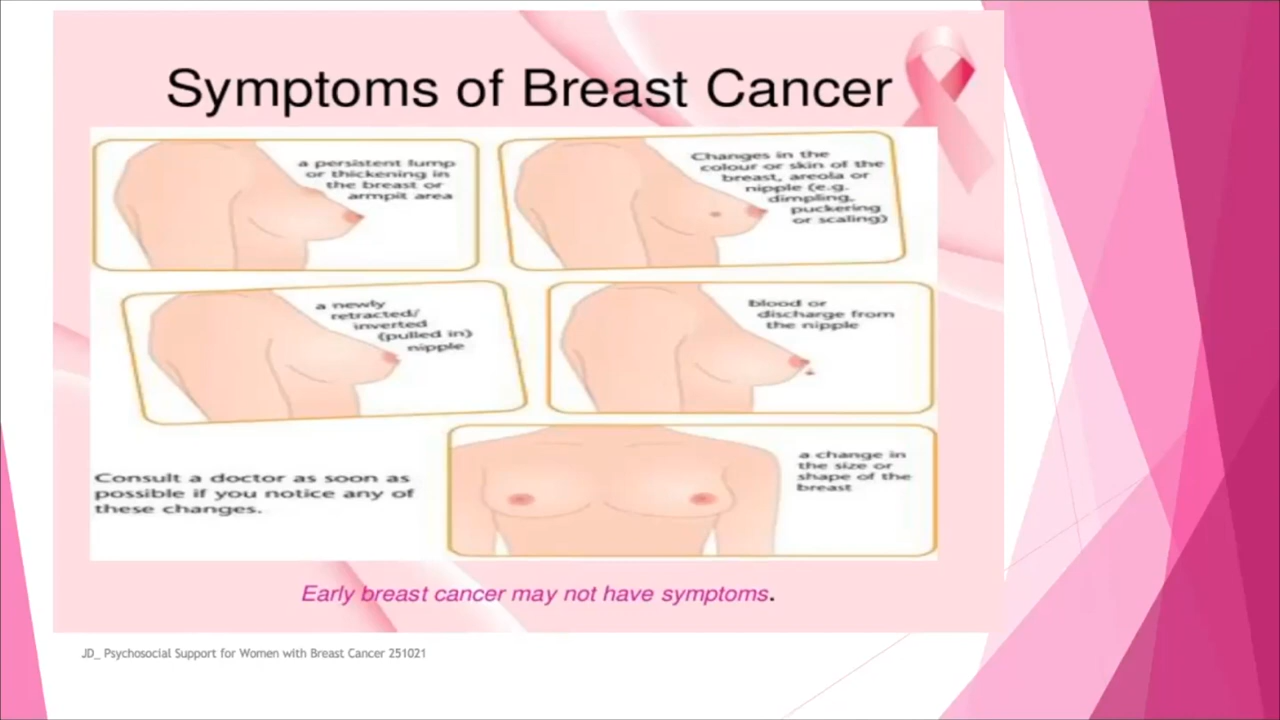 Symptoms of Breast Cancer
a persistent lump
or thickening in
the breast or
armpit area
Changes in the
colour or skin of the
breast, areola or
nipple (e.g.
dimpling,
puckering
or scaling)
a newly
retracted/
inverted
(pulled in)
nipple
blood or
discharge from
the nipple
Consult a doctor as soon as
possible if you notice any of
these changes.
a change in
the size or
shape of the
breast
Early breast cancer may not have symptoms.
JD_ Psychosocial Support for Women with Breast Cancer 251021